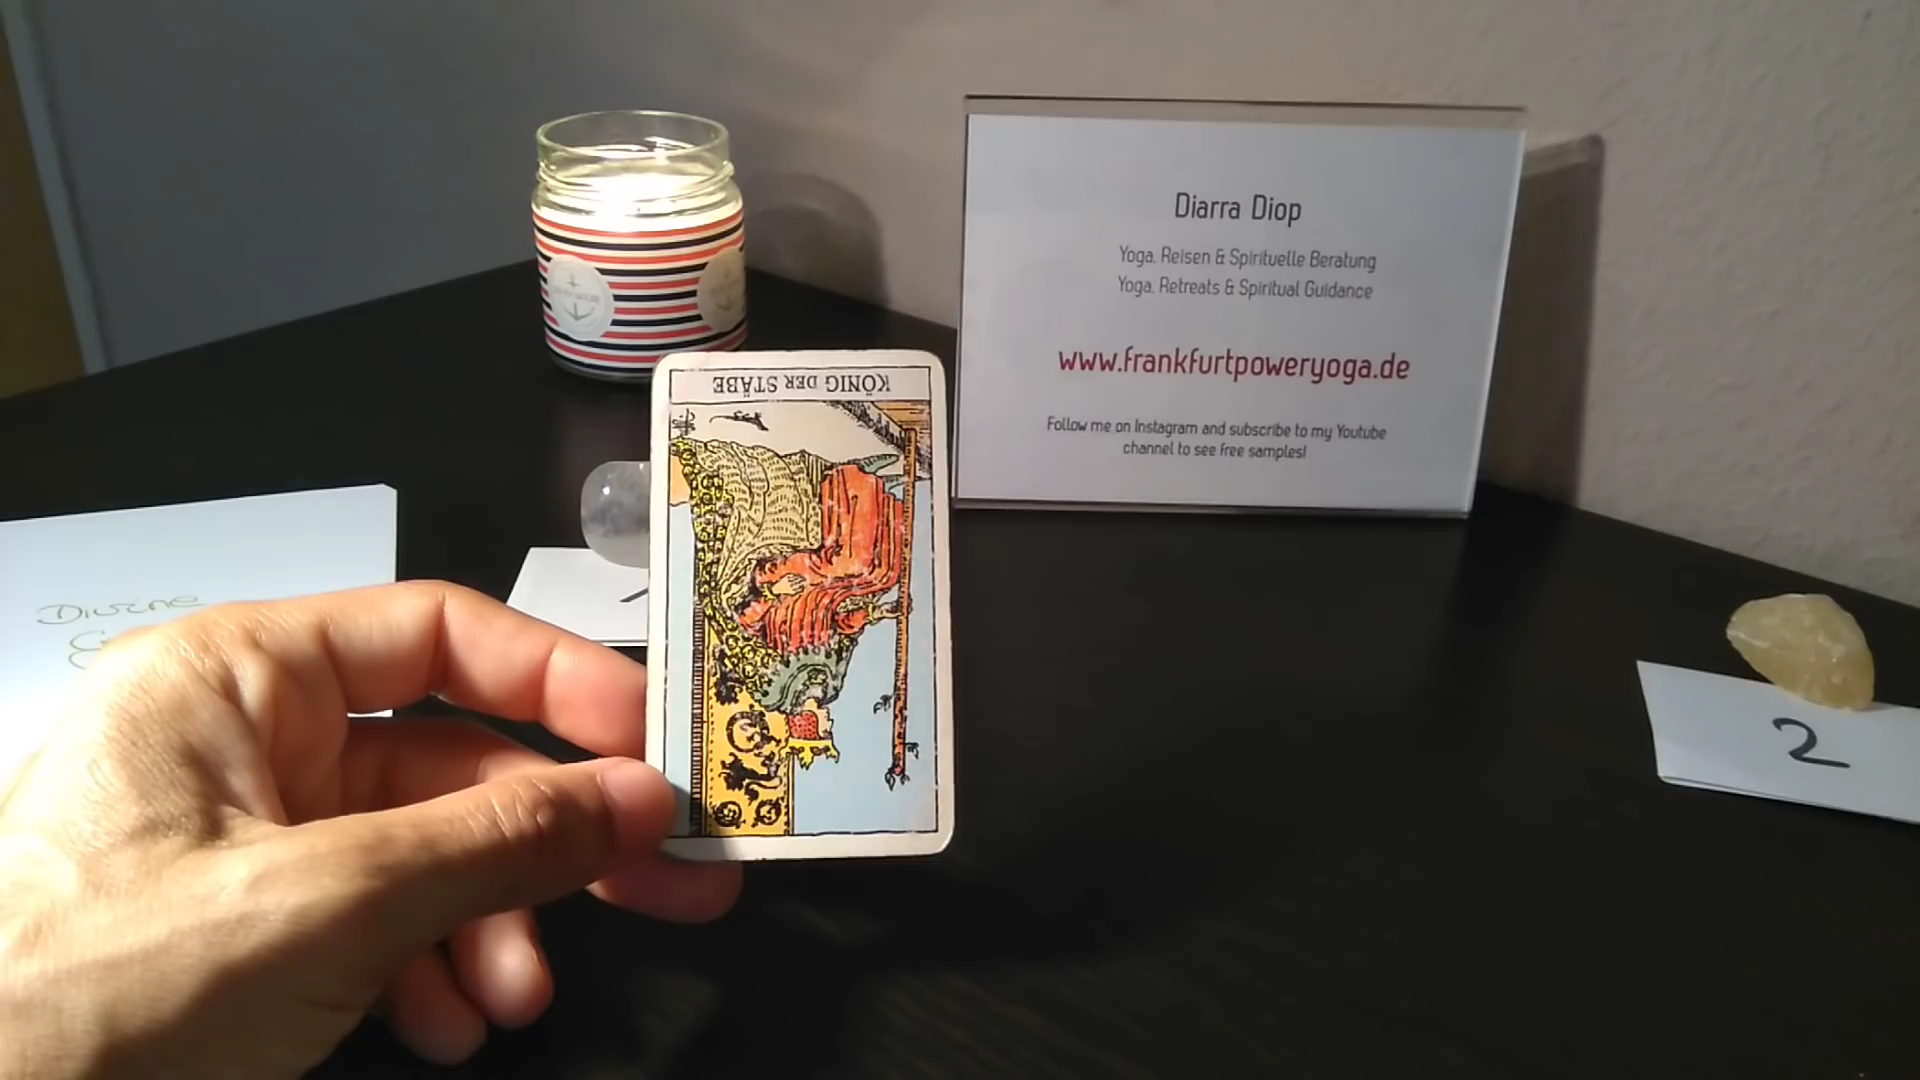 Diarra Diop
Yoga, Reisen & Spirituelle Beratung
Yoga, Retreats & Spiritual Guidance
www.frankfurtpoweryoga.de
Follow me on Instagram and subscribe to my Youtube
channel to see free samples!
KÖNIG DER STÄBE
Divine
2